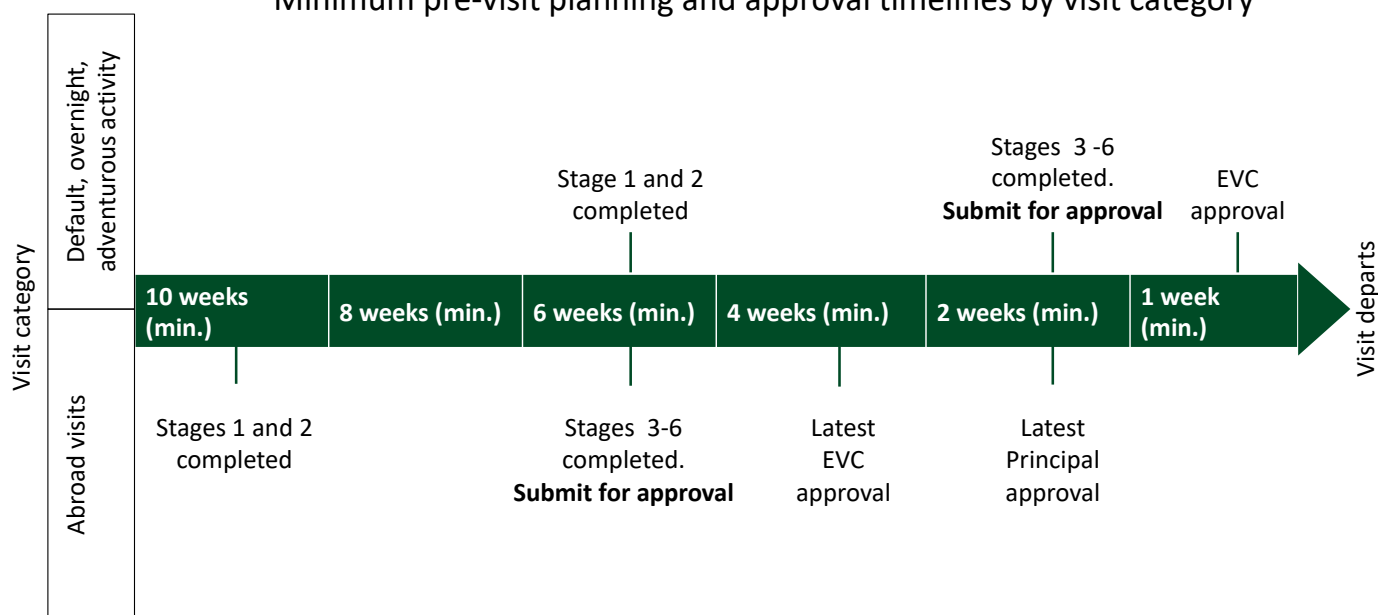 Minimum pre-visit planning and approval timelines by visit category
Visit category
Default, overnight,
adventurous activity
Stage 1 and 2
completed
Stages  3 -6
completed.
Submit for approval
EVC
approval
10 weeks
(min.)
8 weeks (min.)
6 weeks (min.)
4 weeks (min.)
2 weeks (min.)
1 week
(min.)
Visit departs
Abroad visits
Stages 1 and 2
completed
Stages  3-6
completed.
Submit for approval
Latest
EVC
approval
Latest
Principal
approval